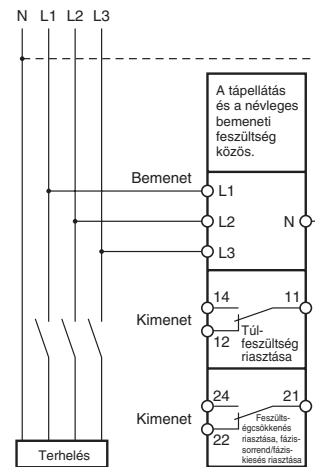 N L1 L2 L3
A tápellátás
és a névleges
bemeneti
feszültség
közös.
Bemenet
L1
L2
N
L3
14
11
Kimenet
12
Túl-
feszültség
riasztása
24
21
Kimenet
22
Feszülts-
égcsökkenés
riasztása, fázis-
sorrend/fázis-
kiesés riasztása
Terhelés